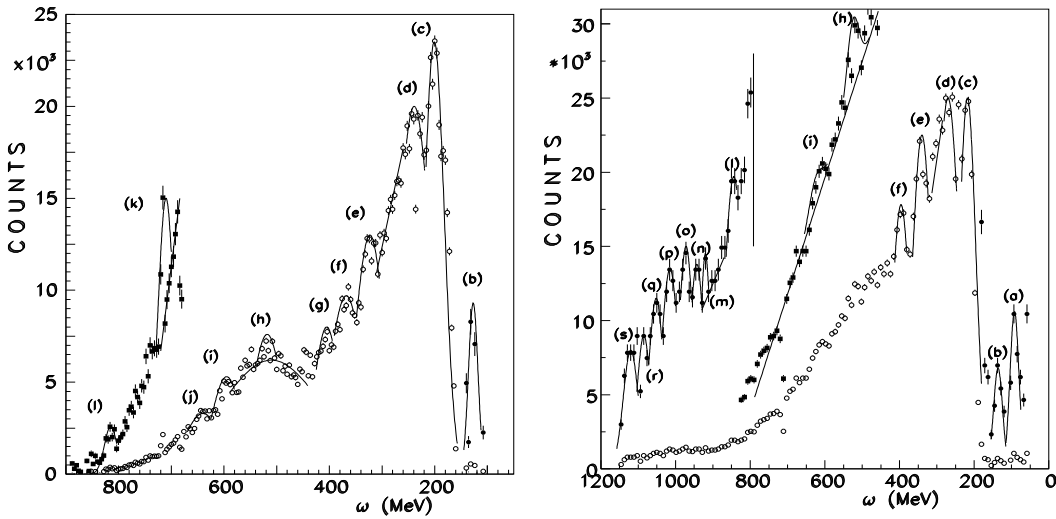 25
×10³
20
15
10
5
0
COUNTS
800 600 400 200
ω (MeV)
(l)
(k)
(j)
(i)
(h)
(g)
(f)
(e)
(d)
(c)
(b)
30
*10³
25
20
15
10
5
0
COUNTS
1200 1000 800 600 400 200 0
ω (MeV)
(s)
(r)
(q)
(p)
(o)
(n)
(m)
(l)
(i)
(h)
(f)
(e)
(d)
(c)
(b)
(a)